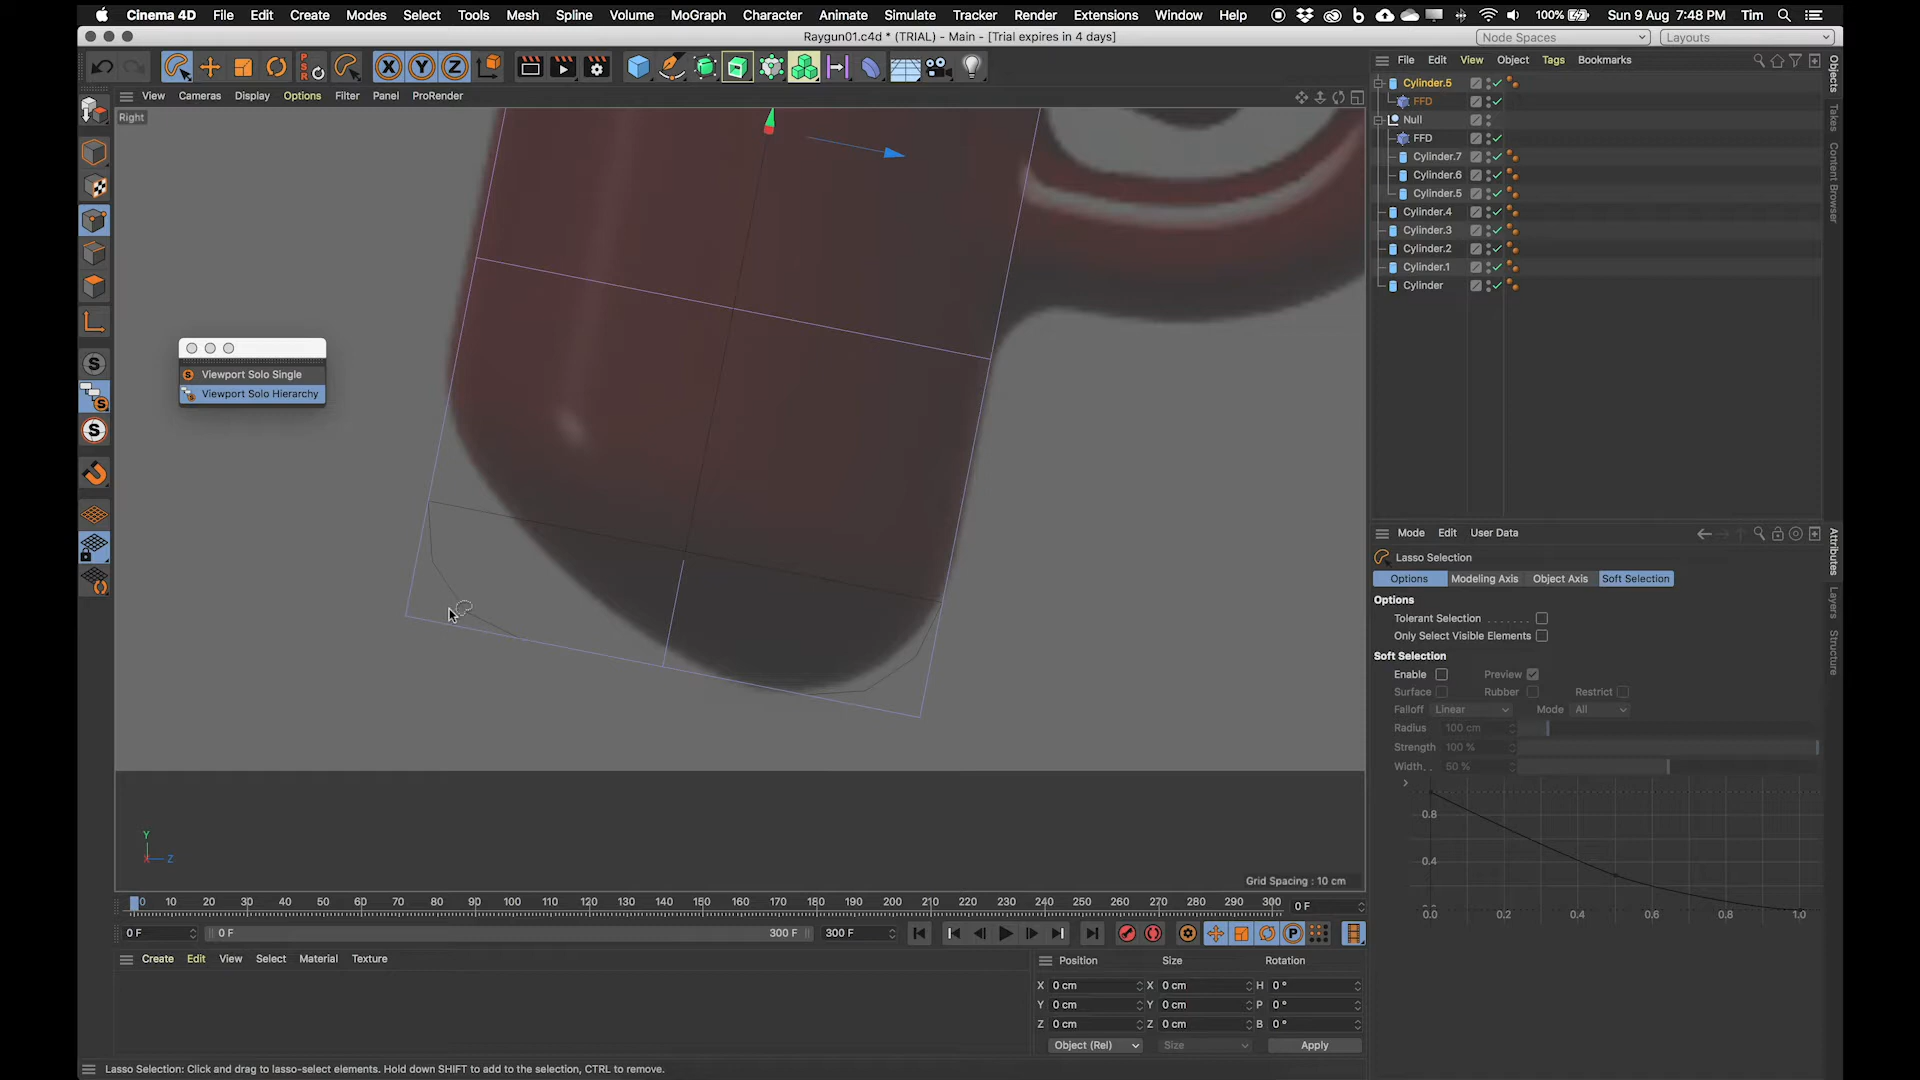 Cinema 4D File Edit Create Modes Select Tools Mesh Spline Volume MoGraph Character Animate Simulate Tracker Render Extensions Window Help 100% Sun 9 Aug 7:48 PM Tim
Raygun01.c4d * (TRIAL) - Main - [Trial expires in 4 days]
Node Spaces Layouts
View Cameras Display Options Filter Panel ProRender
Right
Viewport Solo Single
Viewport Solo Hierarchy
Y
X Z
Grid Spacing : 10 cm
0 10 20 30 40 50 60 70 80 90 100 110 120 130 140 150 160 170 180 190 200 210 220 230 240 250 260 270 280 290 300 0 F
0 F 0 F 300 F 300 F
Create Edit View Select Material Texture
Position Size Rotation
X 0 cm X 0 cm H 0 °
Y 0 cm Y 0 cm P 0 °
Z 0 cm Z 0 cm B 0 °
Object (Rel) Size Apply
Lasso Selection: Click and drag to lasso-select elements. Hold down SHIFT to add to the selection, CTRL to remove.
File Edit View Object Tags Bookmarks
Cylinder.5
FFD
Null
FFD
Cylinder.7
Cylinder.6
Cylinder.5
Cylinder.4
Cylinder.3
Cylinder.2
Cylinder.1
Cylinder
Objects
Takes
Content Browser
Mode Edit User Data
Lasso Selection
Options Modeling Axis Object Axis Soft Selection
Options
Tolerant Selection
Only Select Visible Elements
Soft Selection
Enable Preview
Surface Rubber Restrict
Falloff Linear Mode All
Radius 100 cm
Strength 100 %
Width 50 %
0.8
0.4
0.0 0.2 0.4 0.6 0.8 1.0
Attributes
Layers
Structure